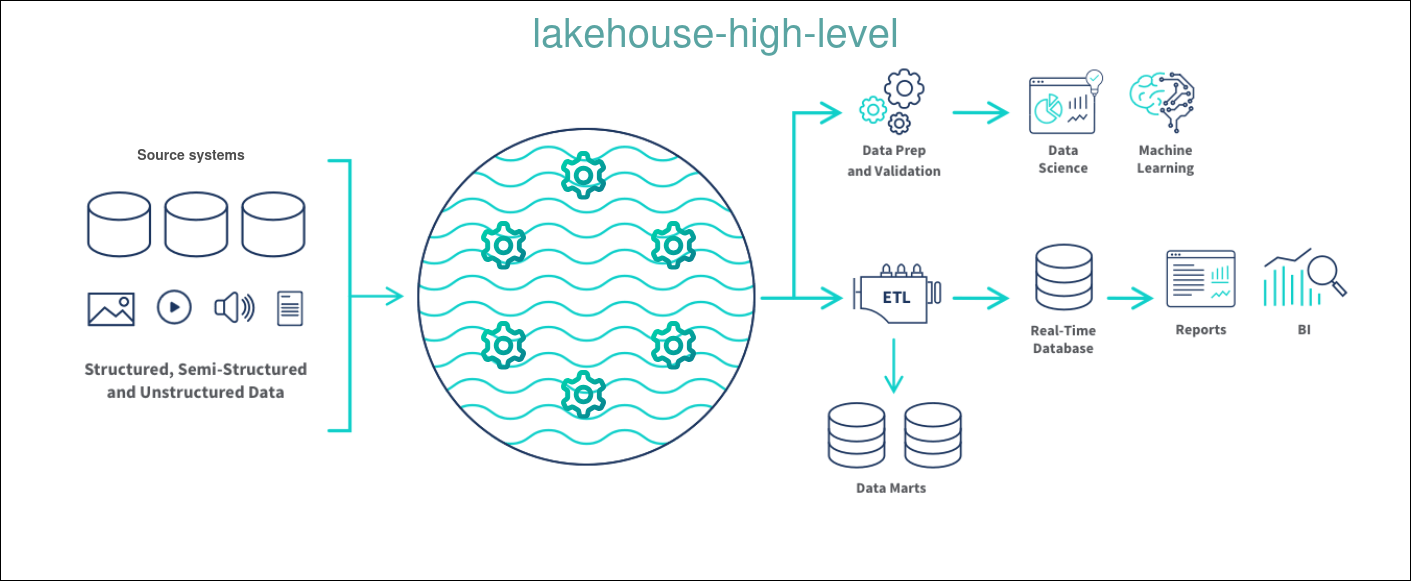 lakehouse-high-level
Source systems
Structured, Semi-Structured
and Unstructured Data
Data Prep
and Validation
Data
Science
Machine
Learning
ETL
Real-Time
Database
Reports
BI
Data Marts